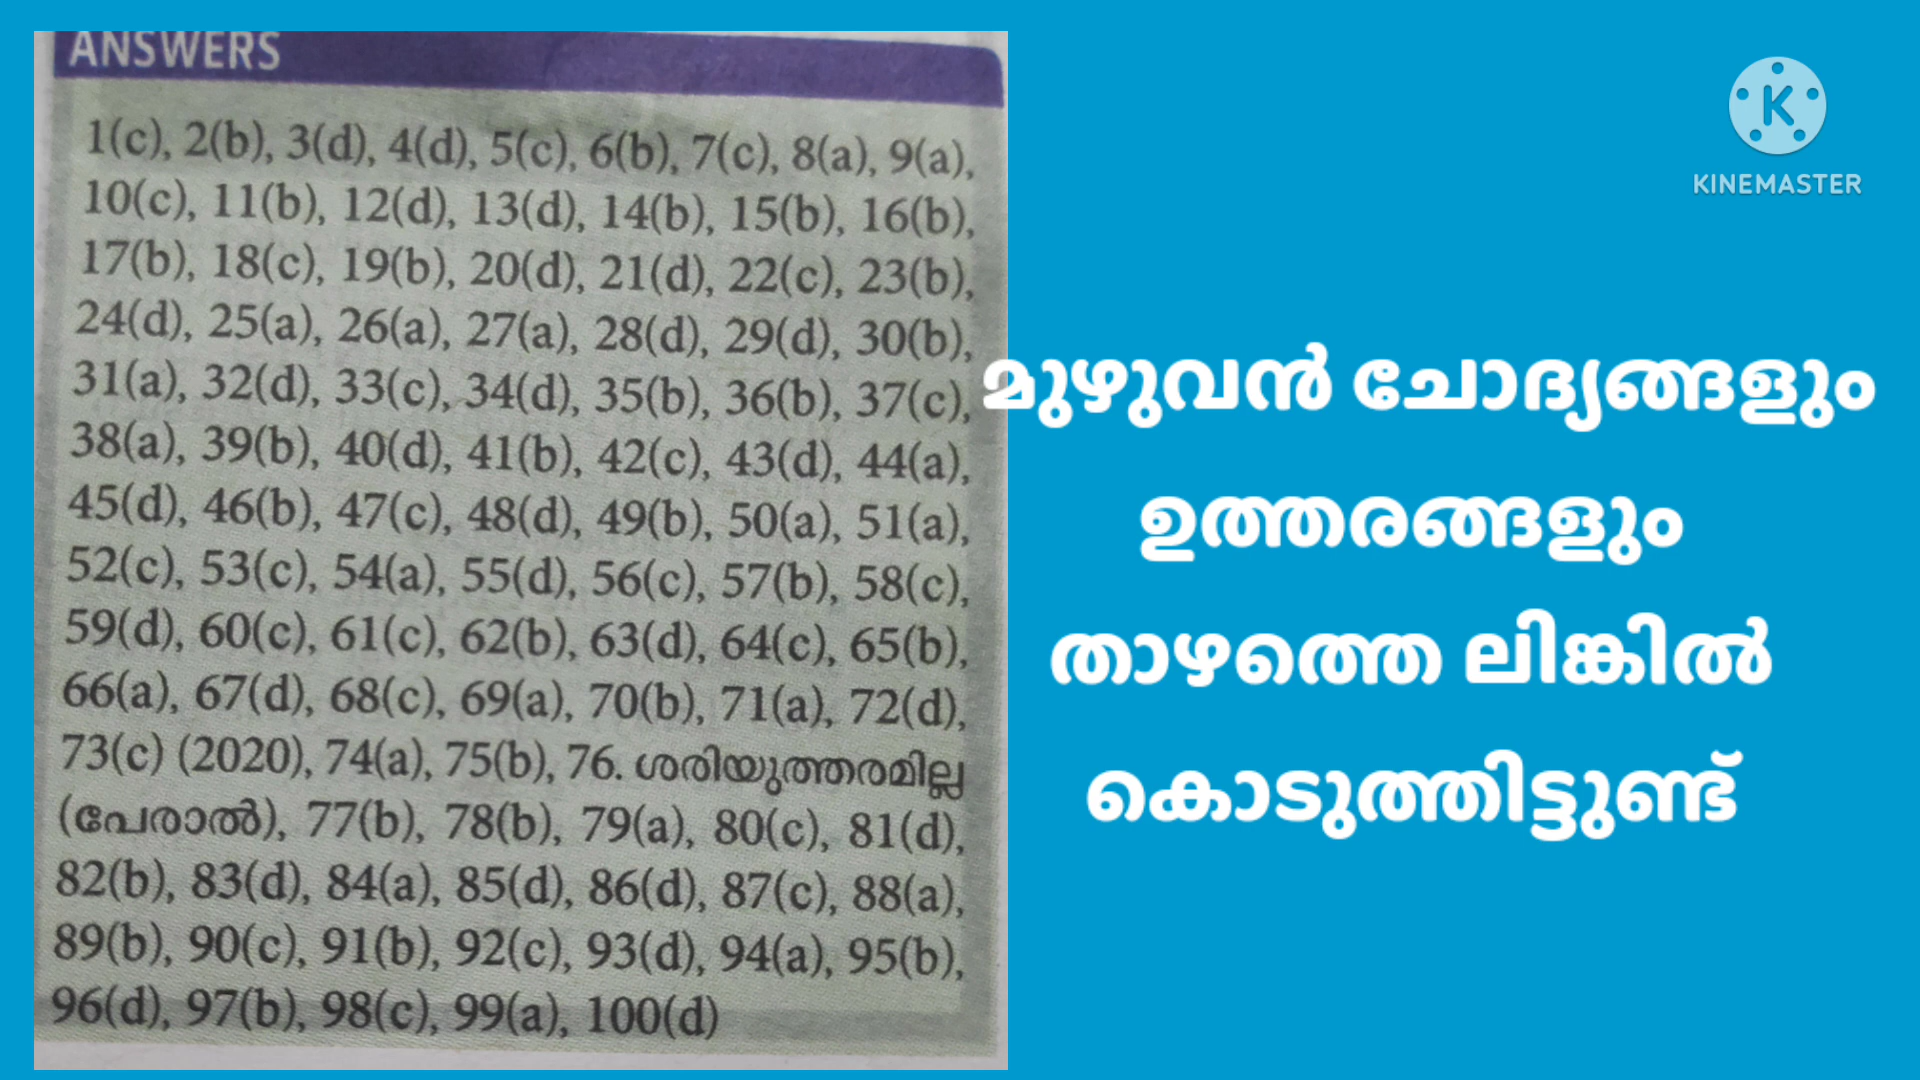 ANSWERS
1(c), 2(b), 3(d), 4(d), 5(c), 6(b), 7(c), 8(a), 9(a),
10(c), 11(b), 12(d), 13(d), 14(b), 15(b), 16(b),
17(b), 18(c), 19(b), 20(d), 21(d), 22(c), 23(b),
24(d), 25(a), 26(a), 27(a), 28(d), 29(d), 30(b),
31(a), 32(d), 33(c), 34(d), 35(b), 36(b), 37(c),
38(a), 39(b), 40(d), 41(b), 42(c), 43(d), 44(a),
45(d), 46(b), 47(c), 48(d), 49(b), 50(a), 51(a),
52(c), 53(c), 54(a), 55(d), 56(c), 57(b), 58(c),
59(d), 60(c), 61(c), 62(b), 63(d), 64(c), 65(b),
66(a), 67(d), 68(c), 69(a), 70(b), 71(a), 72(d),
73(c) (2020), 74(a), 75(b), 76. ശരിയുത്തരമില്ല
(പേരാൽ), 77(b), 78(b), 79(a), 80(c), 81(d),
82(b), 83(d), 84(a), 85(d), 86(d), 87(c), 88(a),
89(b), 90(c), 91(b), 92(c), 93(d), 94(a), 95(b),
96(d), 97(b), 98(c), 99(a), 100(d)
K
KINEMASTER
മുഴുവൻ ചോദ്യങ്ങളും
ഉത്തരങ്ങളും
താഴത്തെ ലിങ്കിൽ
കൊടുത്തിട്ടുണ്ട്